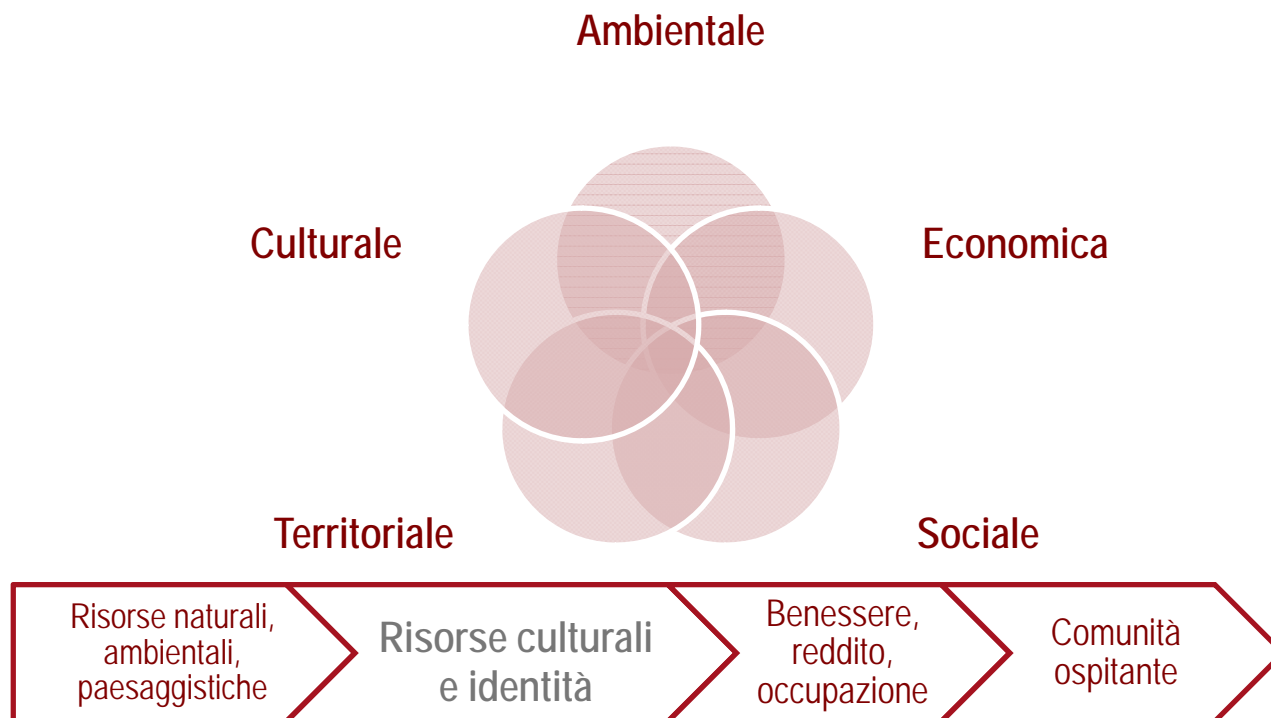 Ambientale
Culturale
Economica
Territoriale
Sociale
Risorse naturali,
ambientali,
paesaggistiche
Risorse culturali
e identità
Benessere,
reddito,
occupazione
Comunità
ospitante